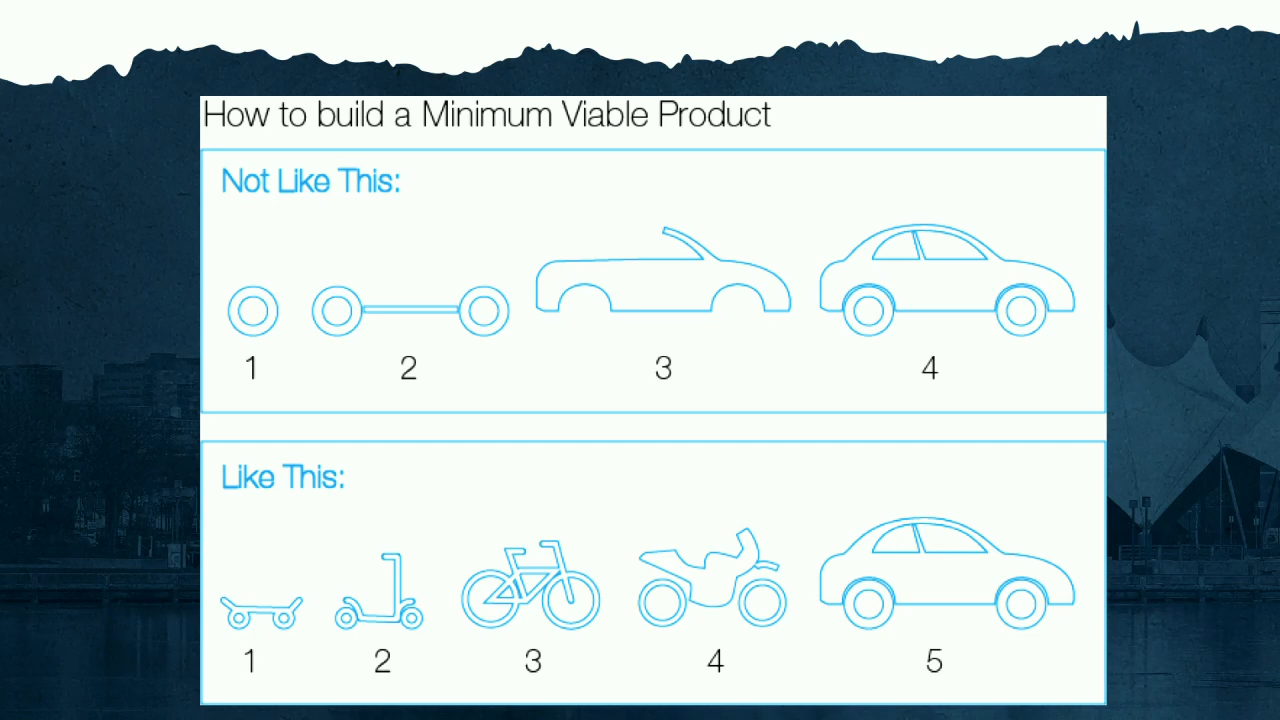 How to build a Minimum Viable Product
Not Like This:
1 2 3 4
Like This:
1 2 3 4 5